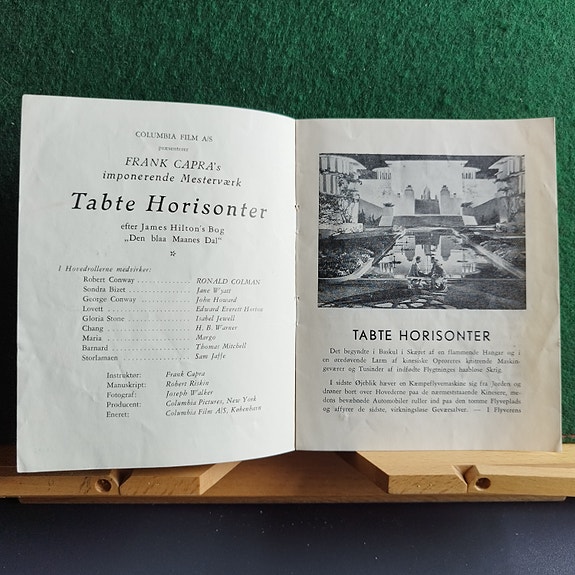 COLUMBIA FILM A/S
præsenterer
FRANK CAPRA's
imponerende Mesterværk
Tabte Horisonter
efter James Hilton's Bog
„Den blaa Maanes Dal"
*
I Hovedrollerne medvirker:
Robert Conway .............. RONALD COLMAN
Sondra Bizet ................ Jane Wyatt
George Conway .............. John Howard
Lovett ...................... Edward Everett Horton
Gloria Stone ................ Isabel Jewell
Chang ....................... H. B. Warner
Maria ....................... Margo
Barnard ..................... Thomas Mitchell
Storlamaen .................. Sam Jaffe
Instruktør: Frank Capra
Manuskript: Robert Riskin
Fotograf: Joseph Walker
Producent: Columbia Pictures, New York
Eneret: Columbia Film A/S, København
TABTE HORISONTER
Det begyndte i Baskul i Skæret af en flammende Hangar og i
en øredøvende Larm af kinesiske Oprørers knitrende Maskin-
geværer og Tusinder af indfødte Flygtninges haabløse Skrig.
I sidste Øjeblik hæver en Kæmpeflyvemaskine sig fra Jorden og
drøner bort over Hovederne paa de nærmststaaende Kinesere, me-
dens bevæbnede Automobiler ruller ind paa den tomme Flyveplads
og affyrer de sidste, virkningsløse Geværsalver. — I Flyverens